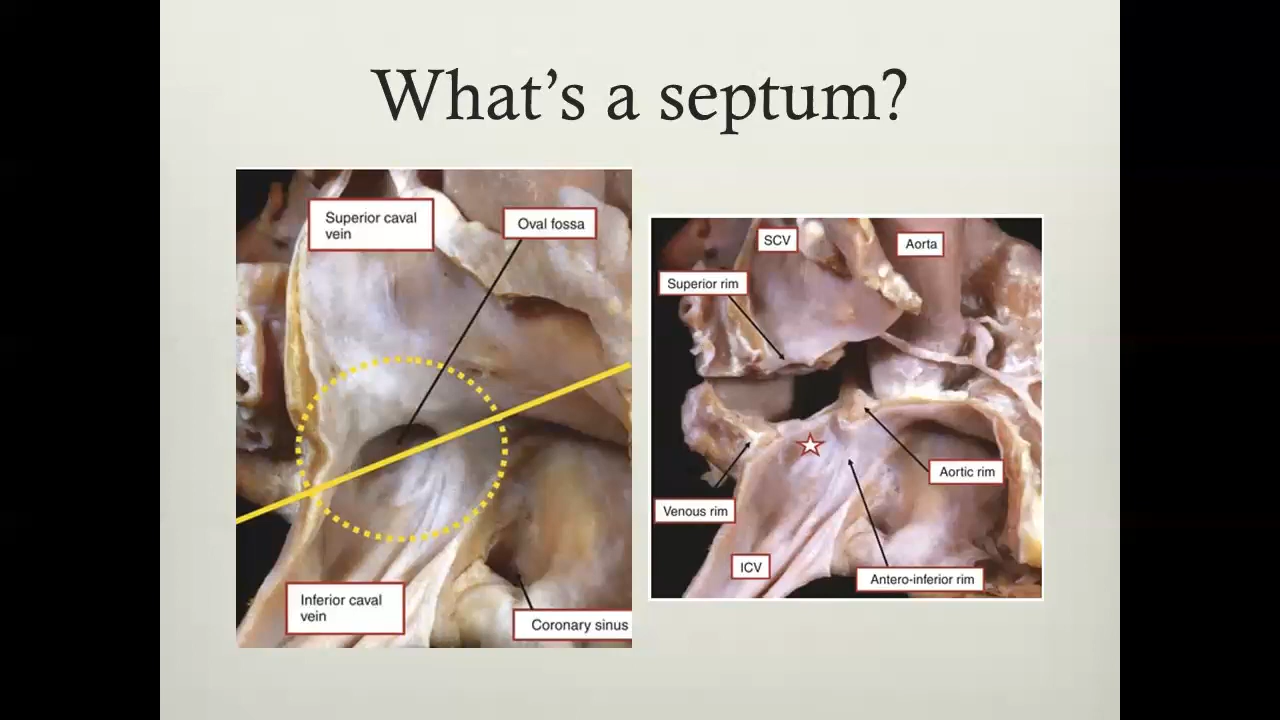 What's a septum?
Superior caval
vein
Oval fossa
Inferior caval
vein
Coronary sinus
SCV
Aorta
Superior rim
Aortic rim
Venous rim
ICV
Antero-inferior rim